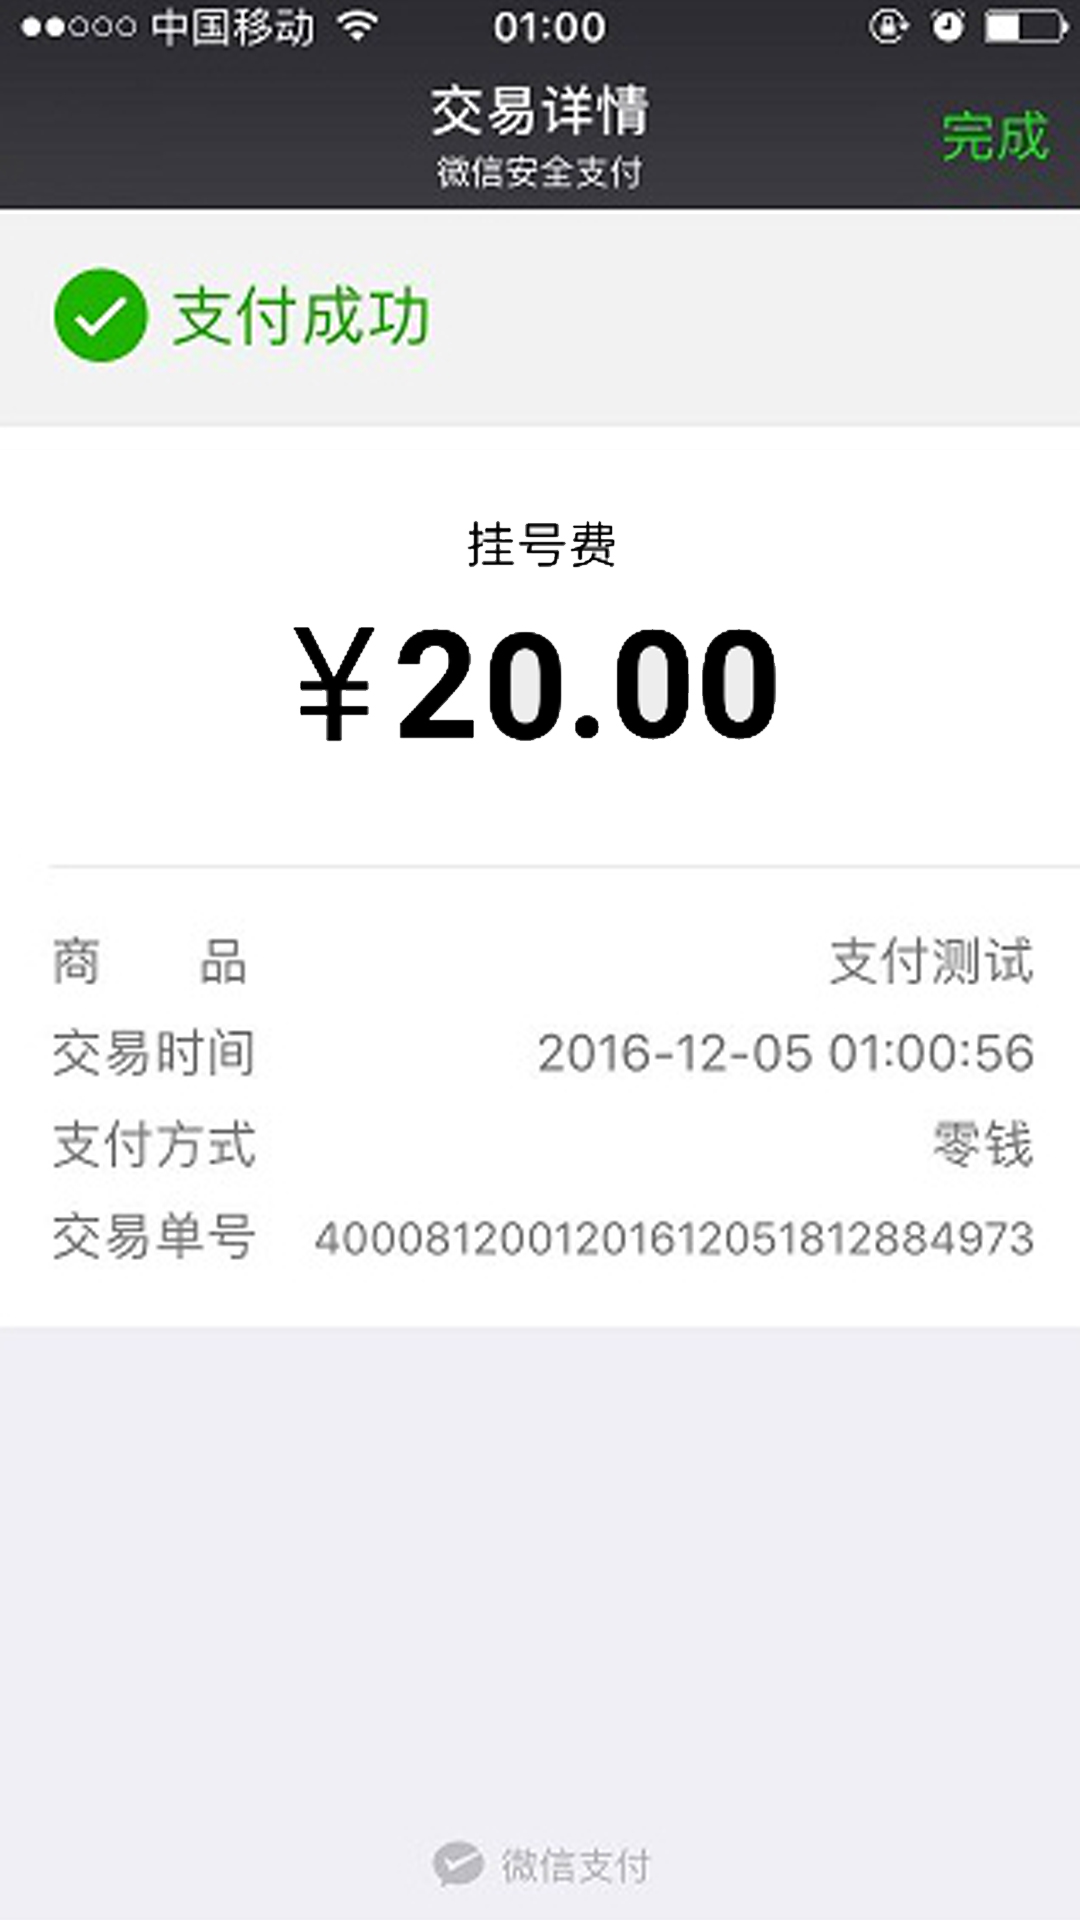 中国移动 01:00
交易详情
微信安全支付
完成
支付成功
挂号费
¥20.00
商品 支付测试
交易时间 2016-12-05 01:00:56
支付方式 零钱
交易单号 4000812001201612051812884973
微信支付